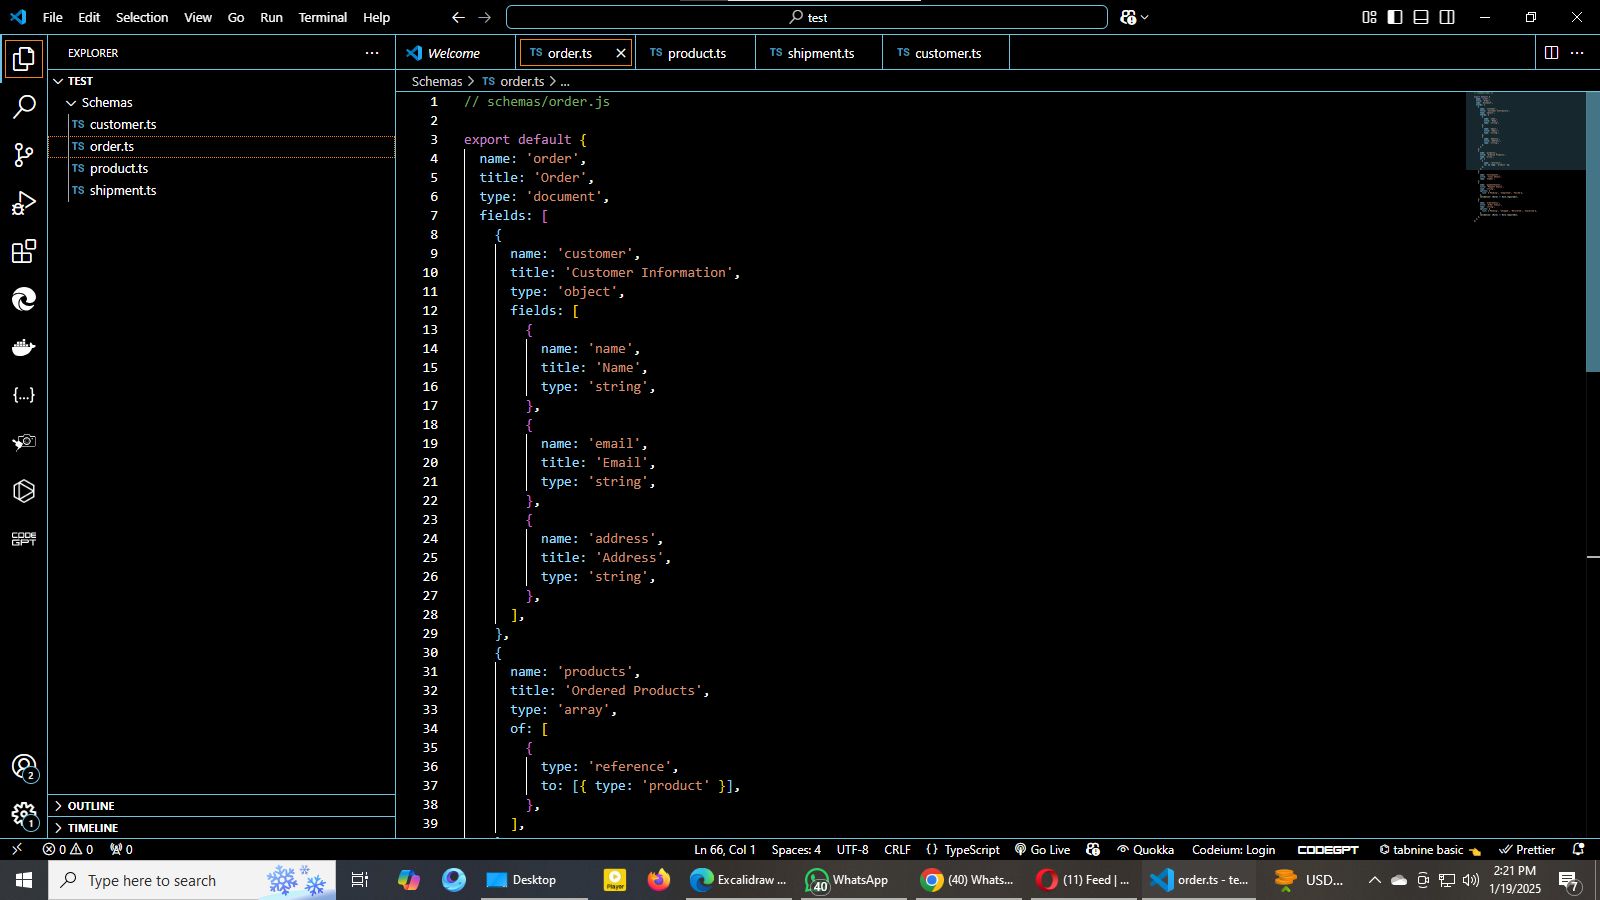 File Edit Selection View Go Run Terminal Help
test
EXPLORER
TEST
Schemas
customer.ts
order.ts
product.ts
shipment.ts
OUTLINE
TIMELINE
CODE
GPT
2
1
Welcome
TS order.ts
TS product.ts
TS shipment.ts
TS customer.ts
Schemas > TS order.ts > ...
1 // schemas/order.js
2
3 export default {
4 name: 'order',
5 title: 'Order',
6 type: 'document',
7 fields: [
8 {
9 name: 'customer',
10 title: 'Customer Information',
11 type: 'object',
12 fields: [
13 {
14 name: 'name',
15 title: 'Name',
16 type: 'string',
17 },
18 {
19 name: 'email',
20 title: 'Email',
21 type: 'string',
22 },
23 {
24 name: 'address',
25 title: 'Address',
26 type: 'string',
27 },
28 ],
29 },
30 {
31 name: 'products',
32 title: 'Ordered Products',
33 type: 'array',
34 of: [
35 {
36 type: 'reference',
37 to: [{ type: 'product' }],
38 },
39 ],
0 0 0 Ln 66, Col 1 Spaces: 4 UTF-8 CRLF {} TypeScript Go Live Quokka Codeium: Login CODEGPT tabnine basic Prettier
Type here to search
Desktop
Player
Excalidraw ...
40 WhatsApp
(40) Whats...
(11) Feed | ...
order.ts - te...
USD...
2:21 PM
1/19/2025
7